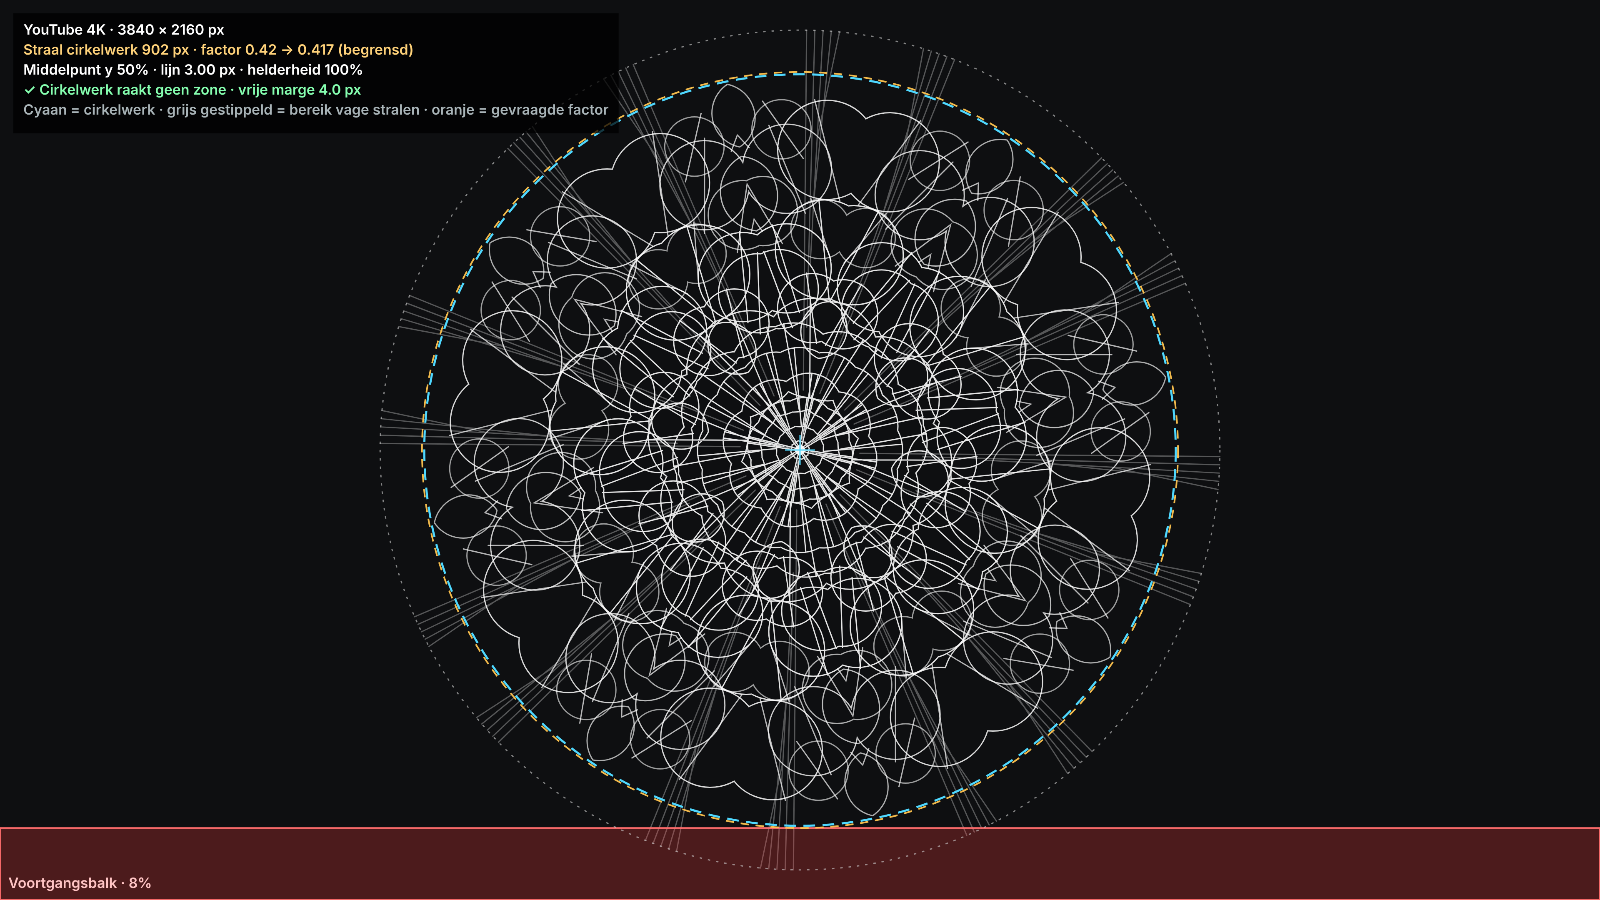 YouTube 4K · 3840 × 2160 px
Straal cirkelwerk 902 px · factor 0.42 → 0.417 (begrensd)
Middelpunt y 50% · lijn 3.00 px · helderheid 100%
✓ Cirkelwerk raakt geen zone · vrije marge 4.0 px
Cyaan = cirkelwerk · grijs gestippeld = bereik vage stralen · oranje = gevraagde factor
Voortgangsbalk · 8%